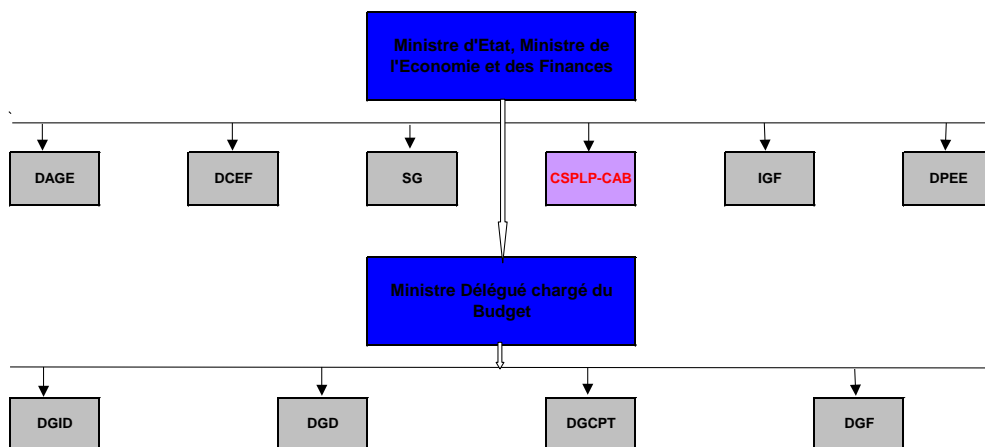 Ministre d'Etat, Ministre de
l'Economie et des Finances
DAGE
DCEF
SG
CSPLP-CAB
IGF
DPEE
Ministre Délégué chargé du
Budget
DGID
DGD
DGCPT
DGF